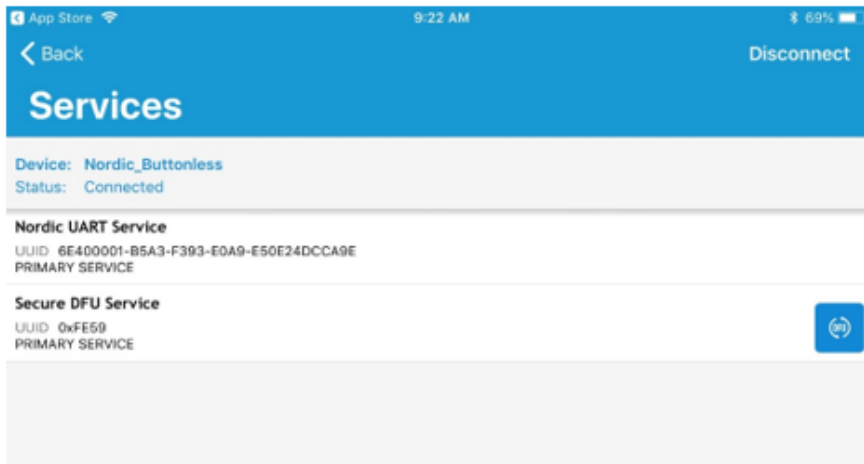 App Store 9:22 AM 69%
Back Disconnect
Services
Device: Nordic_Buttonless
Status: Connected
Nordic UART Service
UUID 6E400001-B5A3-F393-E0A9-E50E24DCCA9E
PRIMARY SERVICE
Secure DFU Service
UUID 0xFE59
PRIMARY SERVICE
DFU